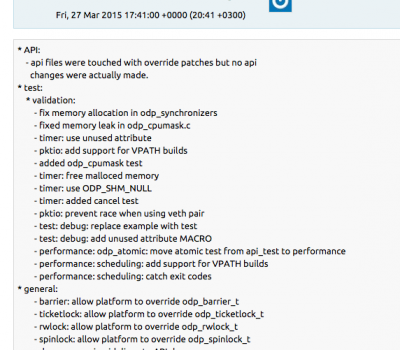 Fri, 27 Mar 2015 17:41:00 +0000 (20:41 +0300)
* API:
- api files were touched with override patches but no api
changes were actually made.
* test:
* validation:
- fix memory allocation in odp_synchronizers
- fixed memory leak in odp_cpumask.c
- timer: use unused attribute
- pktio: add support for VPATH builds
- added odp_cpumask test
- timer: free malloced memory
- timer: use ODP_SHM_NULL
- timer: added cancel test
- pktio: prevent race when using veth pair
- test: debug: replace example with test
- test: debug: add unused attribute MACRO
- performance: odp_atomic: move atomic test from api_test to performance
- performance: scheduling: add support for VPATH builds
- performance: scheduling: catch exit codes
* general:
- barrier: allow platform to override odp_barrier_t
- ticketlock: allow platform to override odp_ticketlock_t
- rwlock: allow platform to override odp_rwlock_t
- spinlock: allow platform to override odp_spinlock_t